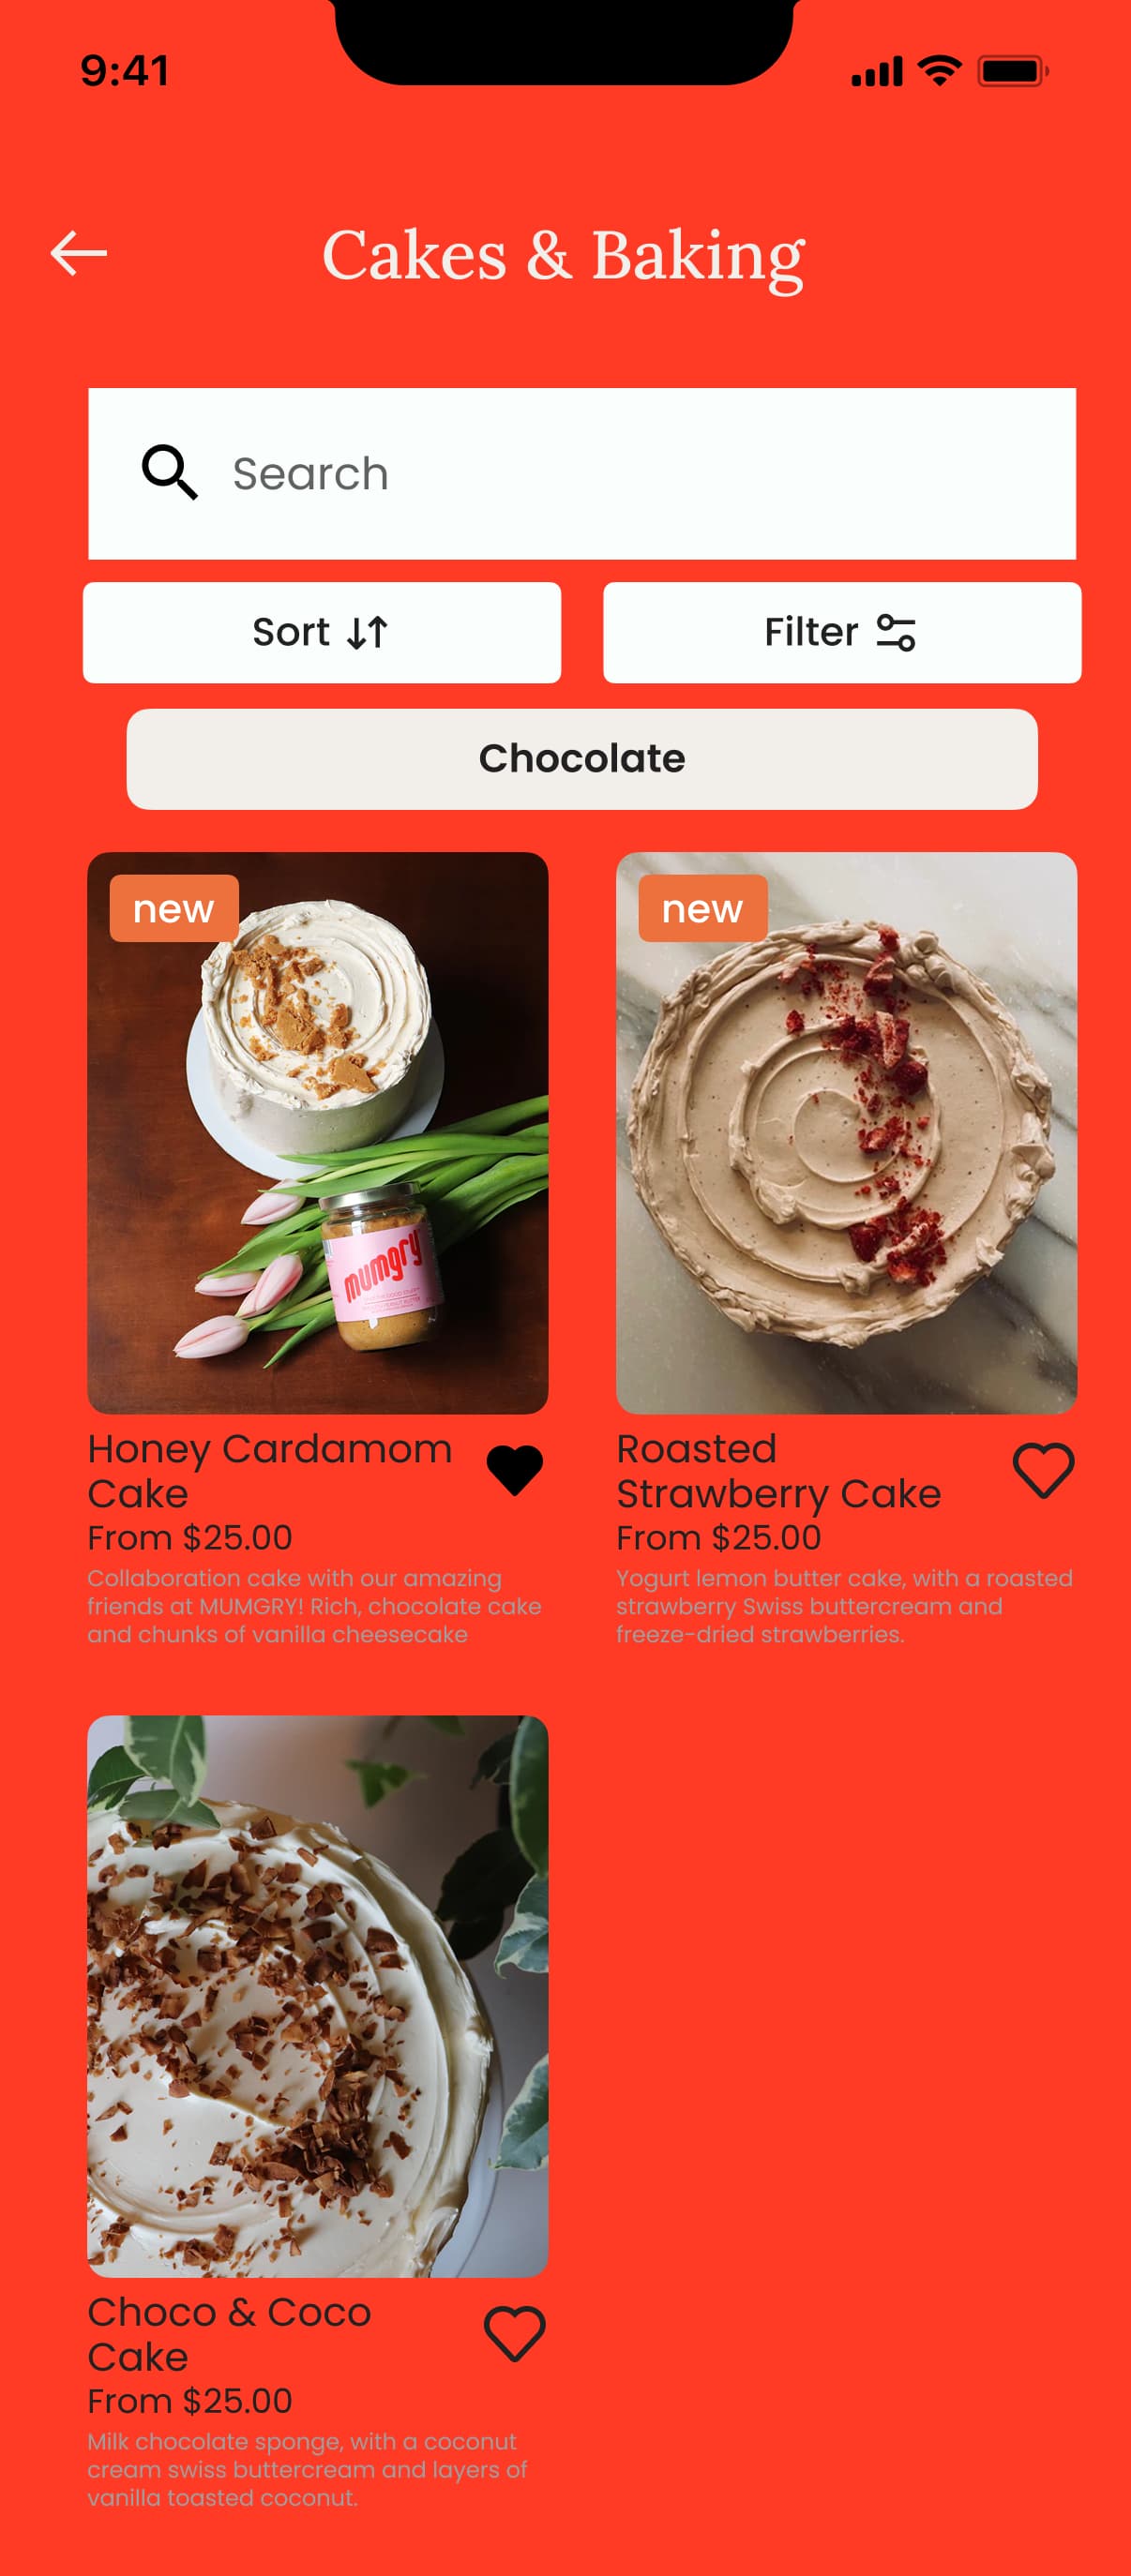 9:41
Cakes & Baking
Search
Sort
Filter
Chocolate
new
new
mumgry
Honey Cardamom
Cake
From $25.00
Collaboration cake with our amazing
friends at MUMGRY! Rich, chocolate cake
and chunks of vanilla cheesecake
Roasted
Strawberry Cake
From $25.00
Yogurt lemon butter cake, with a roasted
strawberry Swiss buttercream and
freeze-dried strawberries.
Choco & Coco
Cake
From $25.00
Milk chocolate sponge, with a coconut
cream swiss buttercream and layers of
vanilla toasted coconut.